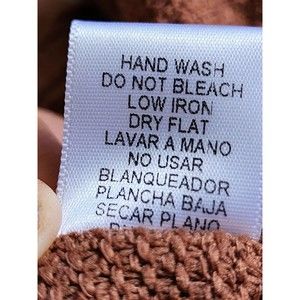 HAND WASH
DO NOT BLEACH
LOW IRON
DRY FLAT
LAVAR A MANO
NO USAR
BLANQUEADOR
PLANCHA BAJA
SECAR PLANO